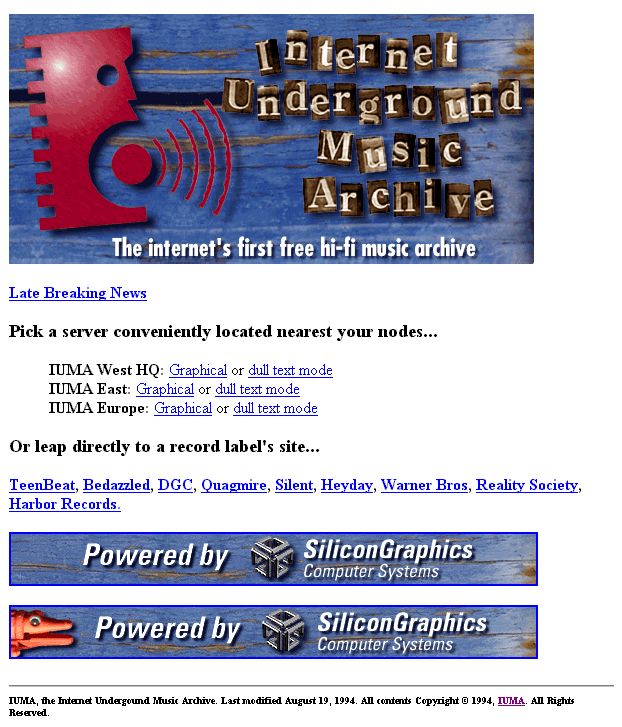 Internet
Underground
Music
Archive
The internet's first free hi-fi music archive
Late Breaking News
Pick a server conveniently located nearest your nodes...
IUMA West HQ: Graphical or dull text mode
IUMA East: Graphical or dull text mode
IUMA Europe: Graphical or dull text mode
Or leap directly to a record label's site...
TeenBeat, Bedazzled, DGC, Quagmire, Silent, Heyday, Warner Bros, Reality Society,
Harbor Records.
Powered by SiliconGraphics
Computer Systems
Powered by SiliconGraphics
Computer Systems
IUMA, the Internet Undergound Music Archive. Last modified August 19, 1994. All contents Copyright © 1994, IUMA. All Rights
Reserved.